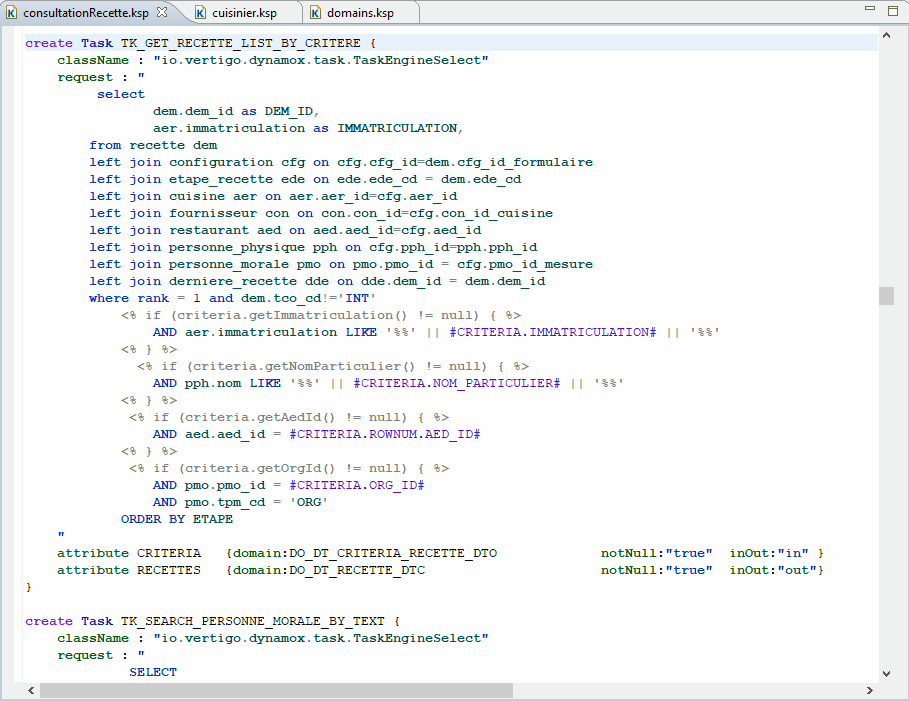 consultationRecette.ksp cuisinier.ksp domains.ksp
create Task TK_GET_RECETTE_LIST_BY_CRITERE {
className : "io.vertigo.dynamox.task.TaskEngineSelect"
request : "
select
dem.dem_id as DEM_ID,
aer.immatriculation as IMMATRICULATION,
from recette dem
left join configuration cfg on cfg.cfg_id=dem.cfg_id_formulaire
left join etape_recette ede on ede.ede_cd = dem.ede_cd
left join cuisine aer on aer.aer_id=cfg.aer_id
left join fournisseur con on con.con_id=cfg.con_id_cuisine
left join restaurant aed on aed.aed_id=cfg.aed_id
left join personne_physique pph on cfg.pph_id=pph.pph_id
left join personne_morale pmo on pmo.pmo_id = cfg.pmo_id_mesure
left join derniere_recette dde on dde.dem_id = dem.dem_id
where rank = 1 and dem.tco_cd!='INT'
<% if (criteria.getImmatriculation() != null) { %>
AND aer.immatriculation LIKE '%%' || #CRITERIA.IMMATRICULATION# || '%%'
<% } %>
<% if (criteria.getNomParticulier() != null) { %>
AND pph.nom LIKE '%%' || #CRITERIA.NOM_PARTICULIER# || '%%'
<% } %>
<% if (criteria.getAedId() != null) { %>
AND aed.aed_id = #CRITERIA.ROWNUM.AED_ID#
<% } %>
<% if (criteria.getOrgId() != null) { %>
AND pmo.pmo_id = #CRITERIA.ORG_ID#
AND pmo.tpm_cd = 'ORG'
ORDER BY ETAPE
"
attribute CRITERIA {domain:DO_DT_CRITERIA_RECETTE_DTO notNull:"true" inOut:"in" }
attribute RECETTES {domain:DO_DT_RECETTE_DTC notNull:"true" inOut:"out"}
}
create Task TK_SEARCH_PERSONNE_MORALE_BY_TEXT {
className : "io.vertigo.dynamox.task.TaskEngineSelect"
request : "
SELECT